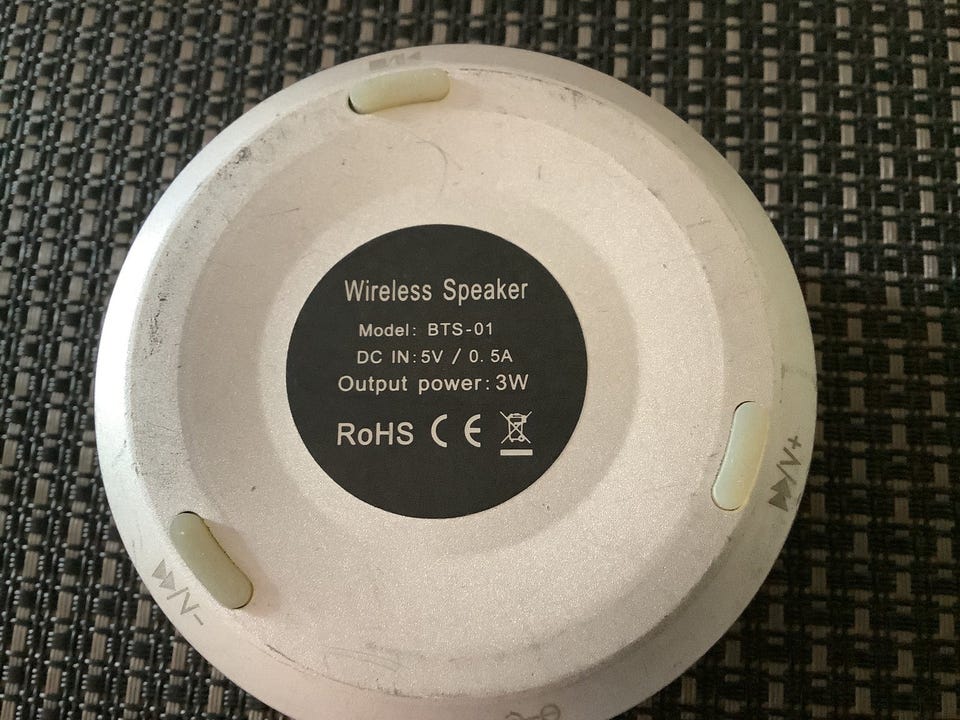 Wireless Speaker
Model: BTS-01
DC IN:5V / 0.5A
Output power:3W
RoHS CE
/V+
/V-